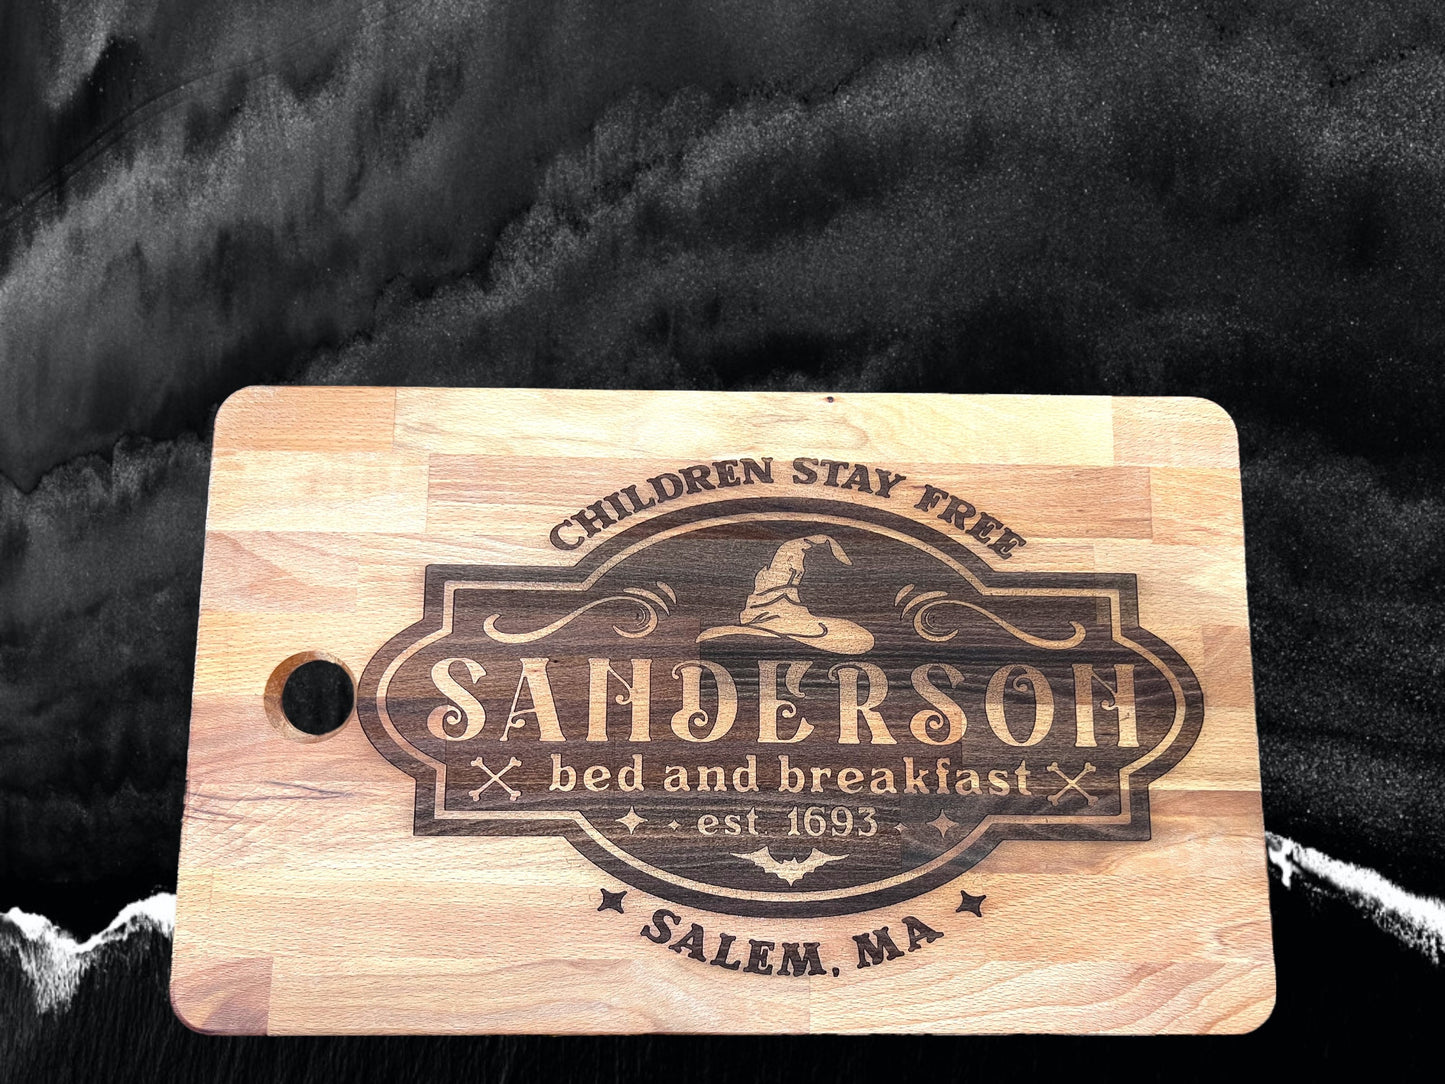 CHILDREN STAY FREE
SANDERSON
bed and breakfast
est. 1693
SALEM, MA